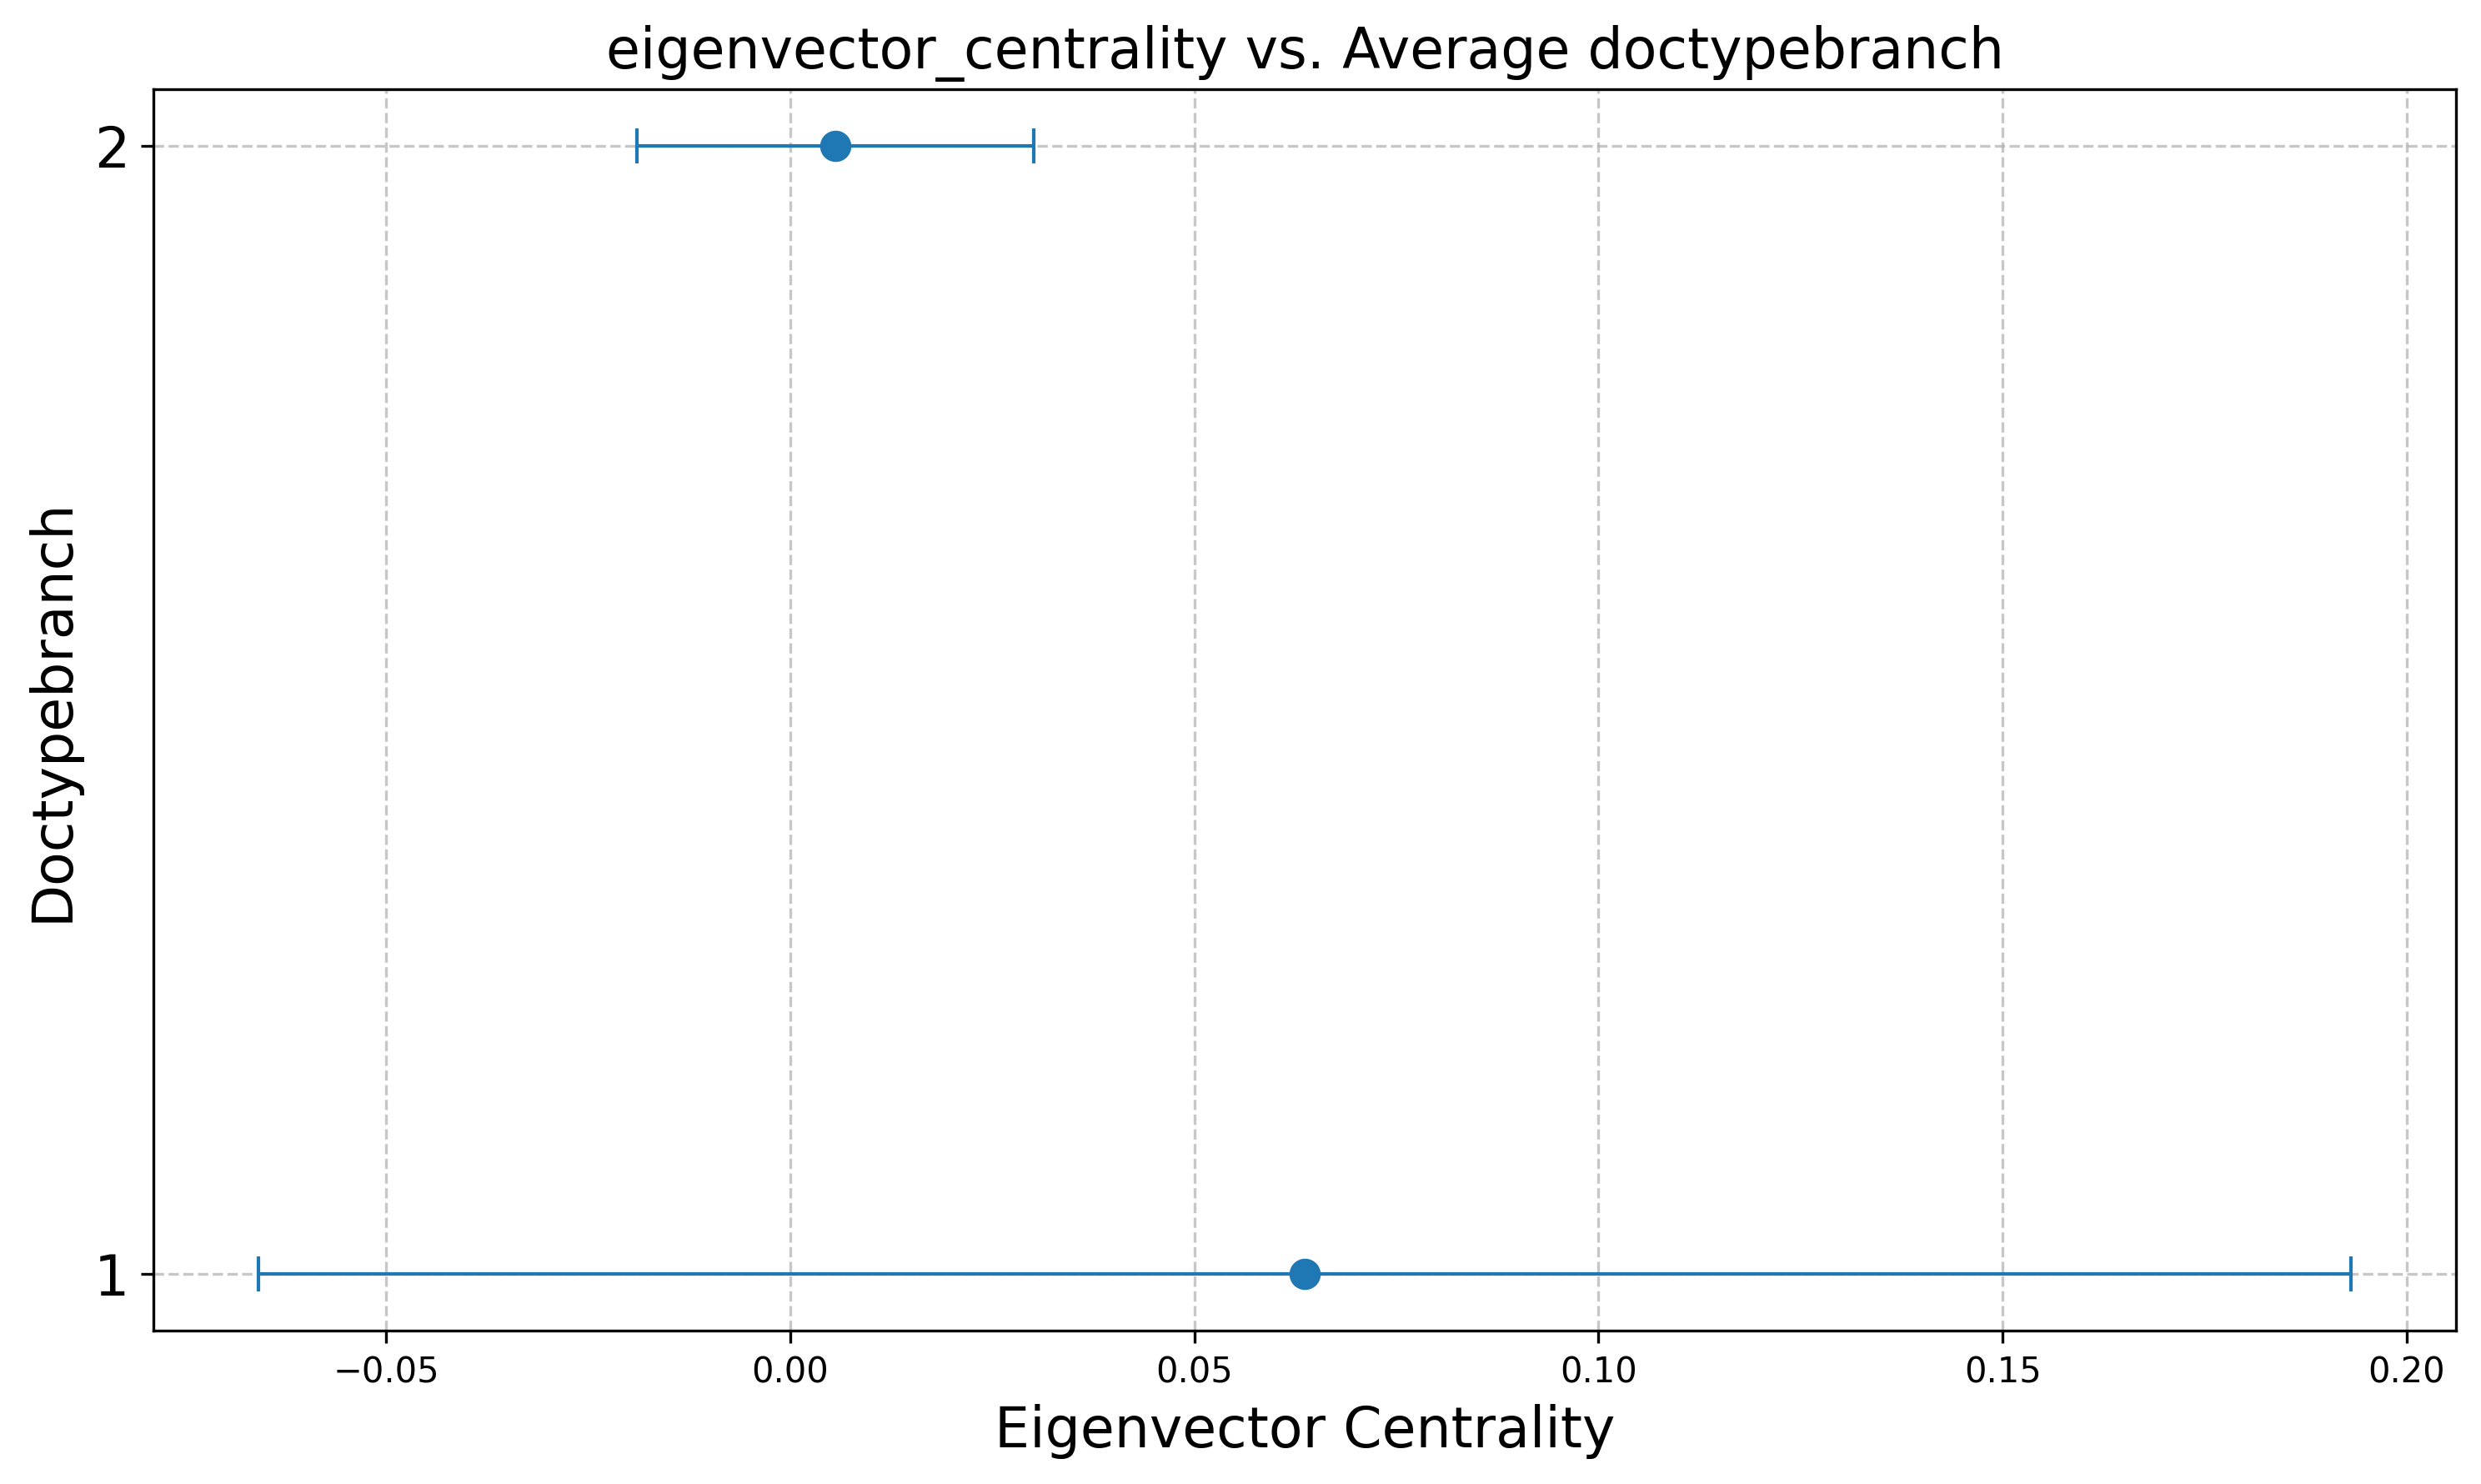 eigenvector_centrality vs. Average doctypebranch
2
Doctypebranch
1
−0.05 0.00 0.05 0.10 0.15 0.20
Eigenvector Centrality